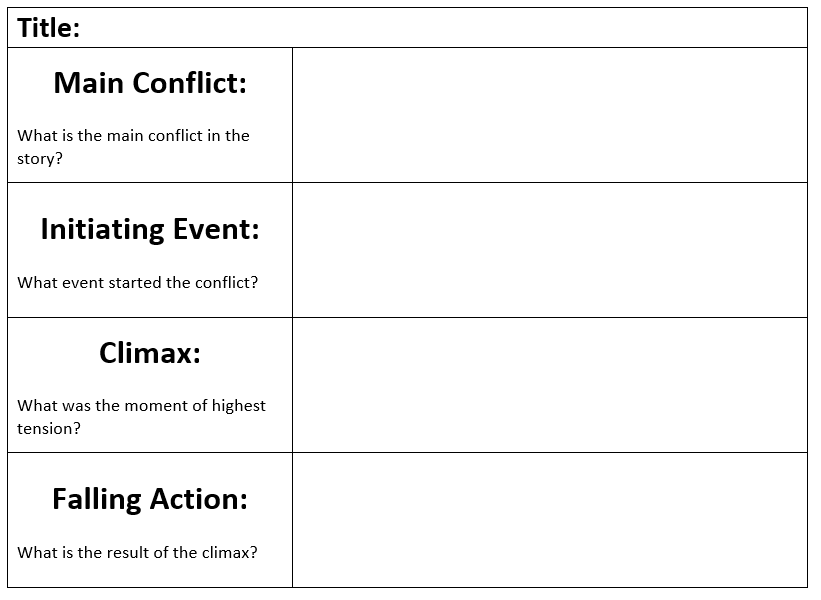 Title:
Main Conflict:
What is the main conflict in the
story?
Initiating Event:
What event started the conflict?
Climax:
What was the moment of highest
tension?
Falling Action:
What is the result of the climax?